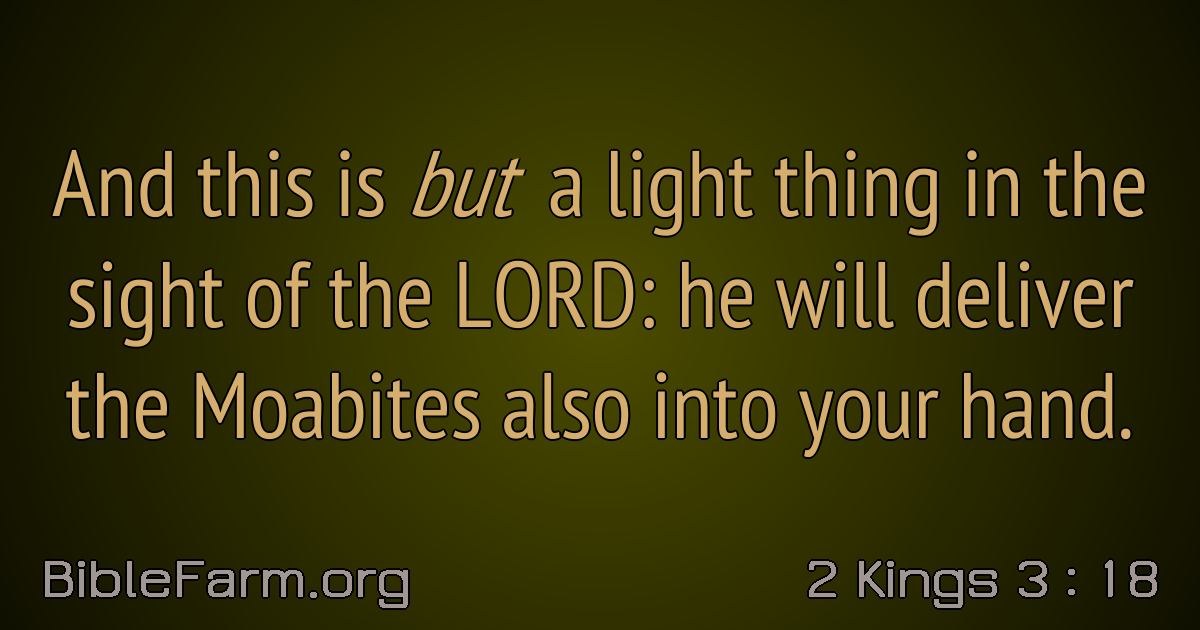 And this is but a light thing in the
sight of the LORD: he will deliver
the Moabites also into your hand.
BibleFarm.org
2 Kings 3 : 18